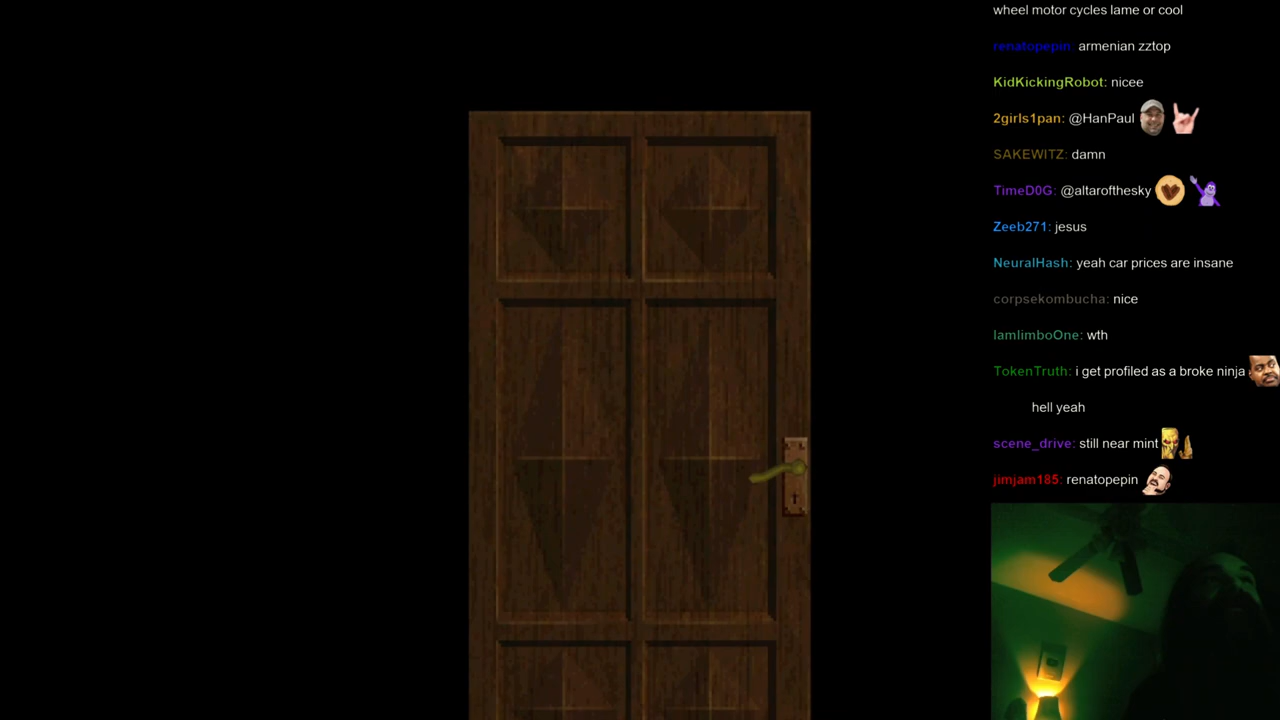 wheel motor cycles lame or cool
renatopepin: armenian zztop
KidKickingRobot: nicee
2girls1pan: @HanPaul
SAKEWITZ: damn
TimeD0G: @altarofthesky
Zeeb271: jesus
NeuralHash: yeah car prices are insane
corpsekombucha: nice
IamlimboOne: wth
TokenTruth: i get profiled as a broke ninja
hell yeah
scene_drive: still near mint
jimjam185: renatopepin